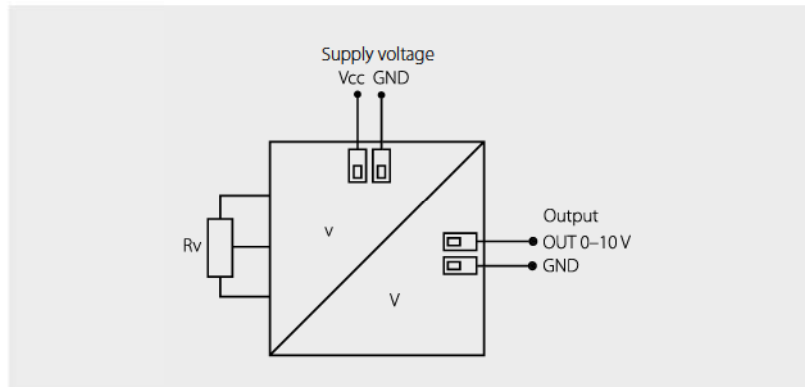 Supply voltage
Vcc GND
Rv
v
Output
OUT 0–10 V
GND
V